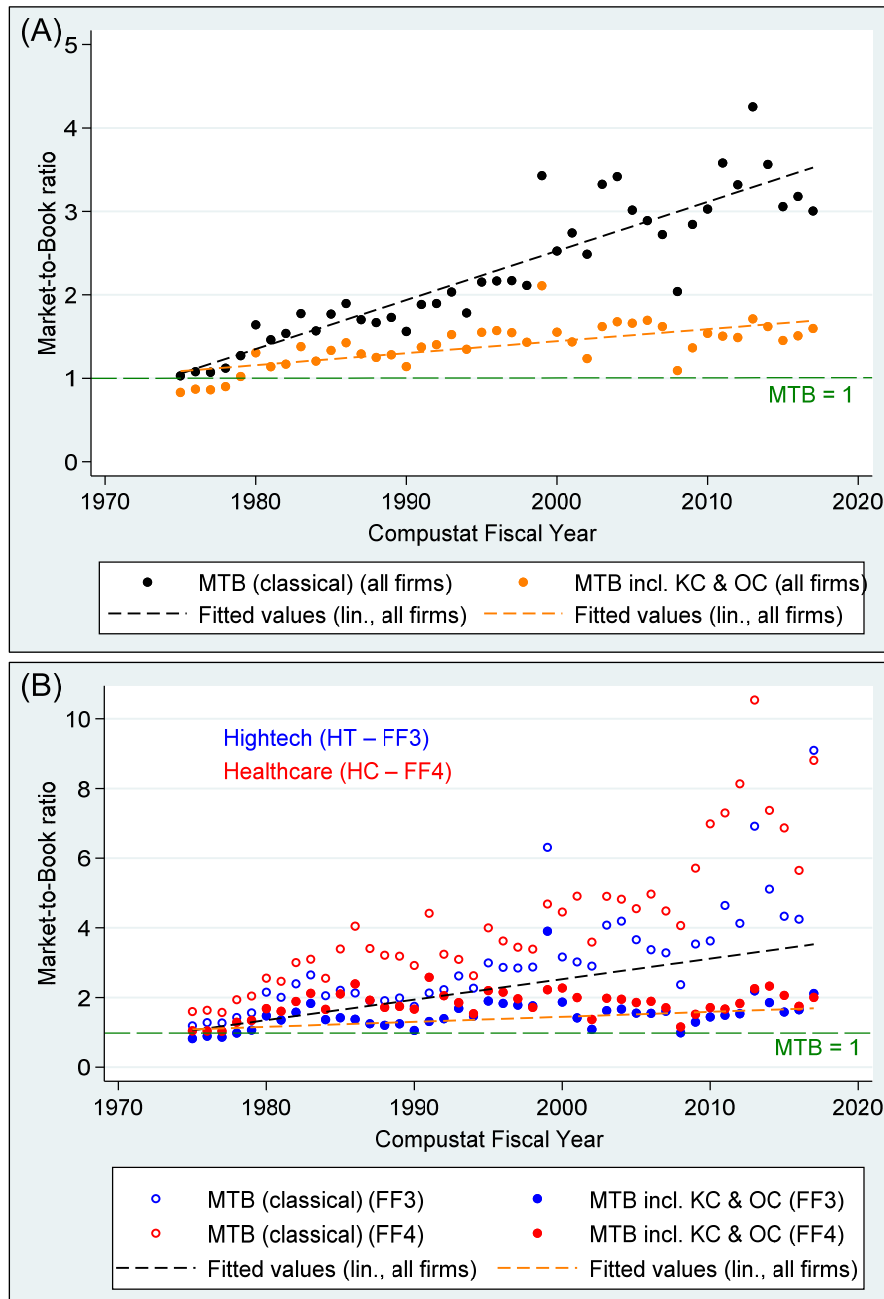 (A)
Market-to-Book ratio
5
4
3
2
1
0
MTB = 1
1970 1980 1990 2000 2010 2020
Compustat Fiscal Year
MTB (classical) (all firms) MTB incl. KC & OC (all firms)
Fitted values (lin., all firms) Fitted values (lin., all firms)
(B)
Market-to-Book ratio
10
8
6
4
2
0
Hightech (HT – FF3)
Healthcare (HC – FF4)
MTB = 1
1970 1980 1990 2000 2010 2020
Compustat Fiscal Year
MTB (classical) (FF3) MTB incl. KC & OC (FF3)
MTB (classical) (FF4) MTB incl. KC & OC (FF4)
Fitted values (lin., all firms) Fitted values (lin., all firms)